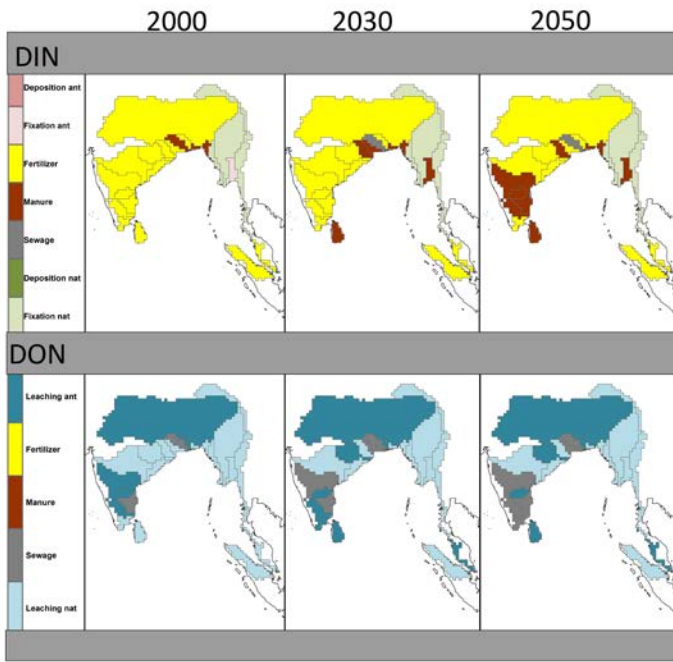 2000 2030 2050
DIN
Deposition ant
Fixation ant
Fertilizer
Manure
Sewage
Deposition nat
Fixation nat
DON
Leaching ant
Fertilizer
Manure
Sewage
Leaching nat